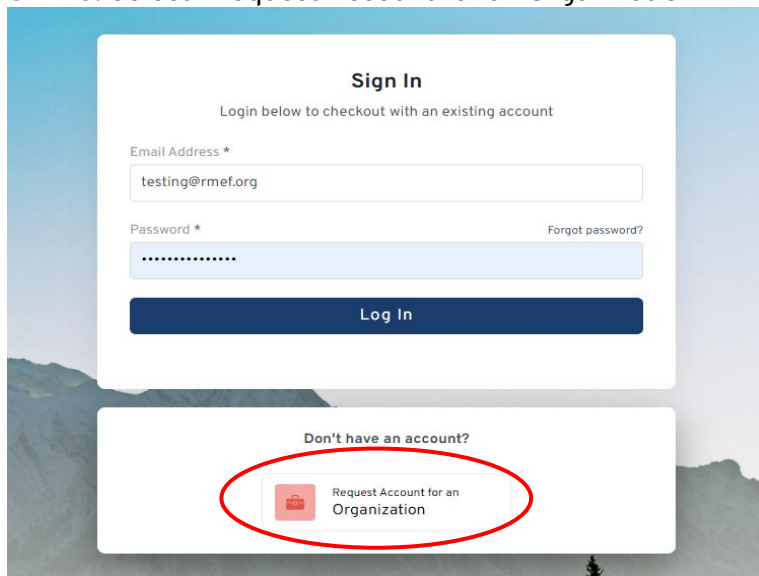 Sign In
Login below to checkout with an existing account
Email Address *
testing@rmef.org
Password * Forgot password?
•••••••••••••••
Log In
Don't have an account?
Request Account for an
Organization